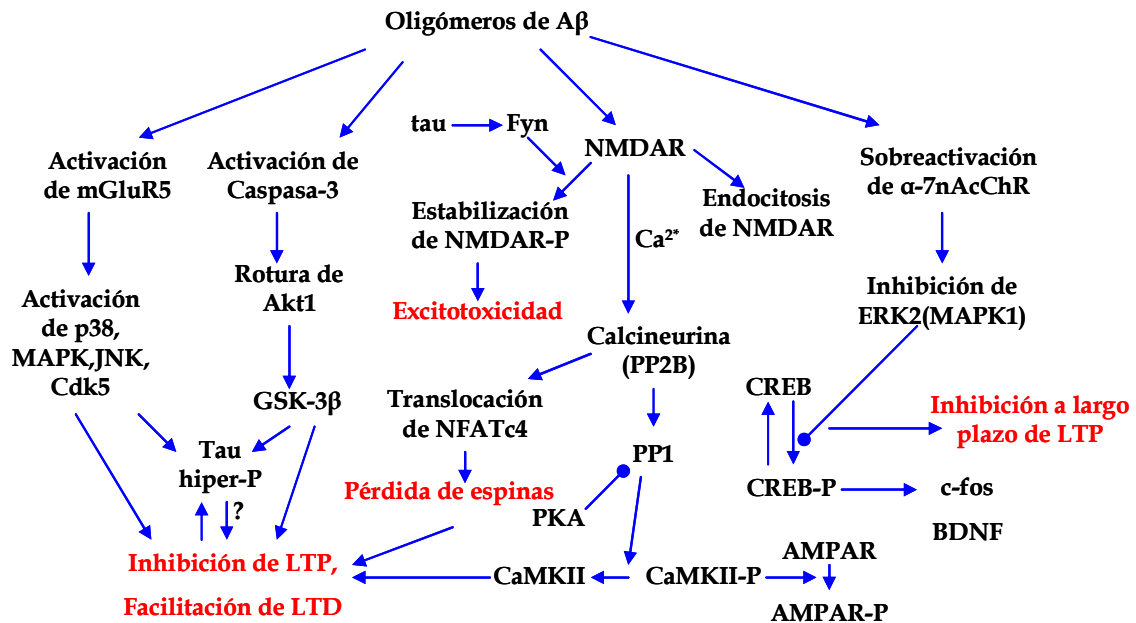 Oligómeros de Aβ
tau
Fyn
NMDAR
Activación
de mGluR5
Activación de
Caspasa-3
Sobreactivación
de α-7nAcChR
Estabilización
de NMDAR-P
Endocitosis
de NMDAR
Ca²*
Rotura de
Akt1
Activación
de p38,
MAPK,JNK,
Cdk5
Excitotoxicidad
Inhibición de
ERK2(MAPK1)
Calcineurina
(PP2B)
GSK-3β
Translocación
de NFATc4
CREB
Inhibición a largo
plazo de LTP
Tau
hiper-P
PP1
?
Pérdida de espinas
PKA
CREB-P
c-fos
BDNF
Inhibición de LTP,
Facilitación de LTD
CaMKII
CaMKII-P
AMPAR
AMPAR-P